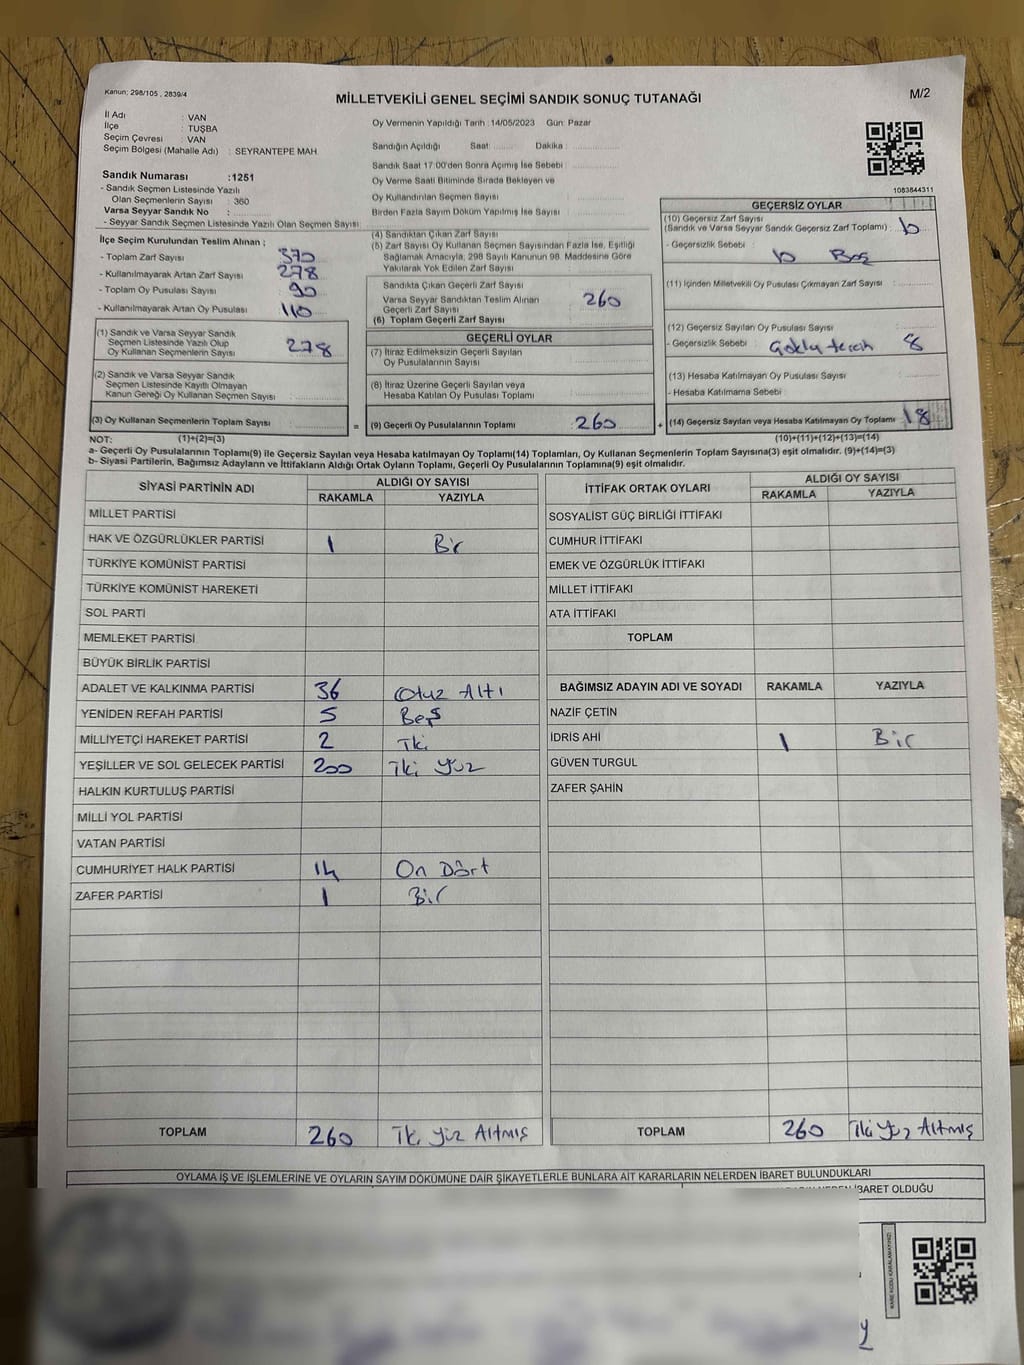 Kanun: 298/105 , 2839/4
MİLLETVEKİLİ GENEL SEÇİMİ SANDIK SONUÇ TUTANAĞI
M/2
İl Adı : VAN
İlçe : TUŞBA
Seçim Çevresi : VAN
Seçim Bölgesi (Mahalle Adı) : SEYRANTEPE MAH.
Sandık Numarası :1251
- Sandık Seçmen Listesinde Yazılı
Olan Seçmenlerin Sayısı : 360
Varsa Seyyar Sandık No :
- Seyyar Sandık Seçmen Listesinde Yazılı Olan Seçmen Sayısı:
İlçe Seçim Kurulundan Teslim Alınan ;
- Toplam Zarf Sayısı : 370
- Kullanılmayarak Artan Zarf Sayısı : 278
- Toplam Oy Pusulası Sayısı : 90
- Kullanılmayarak Artan Oy Pusulası : 110
(1) Sandık ve Varsa Seyyar Sandık
Seçmen Listesinde Yazılı Olup
Oy Kullanan Seçmenlerin Sayısı : 278
(2) Sandık ve Varsa Seyyar Sandık
Seçmen Listesinde Kayıtlı Olmayan
Kanun Gereği Oy Kullanan Seçmen Sayısı :
(3) Oy Kullanan Seçmenlerin Toplam Sayısı :
Oy Vermenin Yapıldığı Tarih : 14/05/2023 Gün: Pazar
Sandığın Açıldığı Saat: Dakika :
Sandık Saat 17:00'den Sonra Açımış İse Sebebi :
Oy Verme Saati Bitiminde Sırada Bekleyen ve
Oy Kullandırılan Seçmen Sayısı :
Birden Fazla Sayım Döküm Yapılmış İse Sayısı :
(4) Sandıktan Çıkan Zarf Sayısı :
(5) Zarf Sayısı Oy Kullanan Seçmen Sayısından Fazla İse, Eşitliği
Sağlamak Amacıyla, 298 Sayılı Kanunun 98. Maddesine Göre
Yakılarak Yok Edilen Zarf Sayısı :
Sandıkta Çıkan Geçerli Zarf Sayısı :
Varsa Seyyar Sandıktan Teslim Alınan
Geçerli Zarf Sayısı : 260
(6) Toplam Geçerli Zarf Sayısı :
GEÇERLİ OYLAR
(7) İtiraz Edilmeksizin Geçerli Sayılan
Oy Pusulalarının Sayısı :
(8) İtiraz Üzerine Geçerli Sayılan veya
Hesaba Katılan Oy Pusulası Toplamı :
= (9) Geçerli Oy Pusulalarının Toplamı : 260 +
1083844311
GEÇERSİZ OYLAR
(10) Geçersiz Zarf Sayısı
(Sandık ve Varsa Seyyar Sandık Geçersiz Zarf Toplamı) : 10
- Geçersizlik Sebebi : 10 Boş
(11) İçinden Milletvekili Oy Pusulası Çıkmayan Zarf Sayısı :
(12) Geçersiz Sayılan Oy Pusulası Sayısı :
- Geçersizlik Sebebi : Çoklu tercih 8
(13) Hesaba Katılmayan Oy Pusulası Sayısı :
- Hesaba Katılmama Sebebi :
(14) Geçersiz Sayılan veya Hesaba Katılmayan Oy Toplamı : 18
NOT: (1)+(2)=(3) (10)+(11)+(12)+(13)=(14)
a- Geçerli Oy Pusulalarının Toplamı(9) ile Geçersiz Sayılan veya Hesaba katılmayan Oy Toplamı(14) Toplamları, Oy Kullanan Seçmenlerin Toplam Sayısına(3) eşit olmalıdır. (9)+(14)=(3)
b- Siyasi Partilerin, Bağımsız Adayların ve İttifakların Aldığı Ortak Oyların Toplamı, Geçerli Oy Pusulalarının Toplamına(9) eşit olmalıdır.
SİYASİ PARTİNİN ADI ALDIĞI OY SAYISI
RAKAMLA YAZIYLA
MİLLET PARTİSİ
HAK VE ÖZGÜRLÜKLER PARTİSİ 1 Bir
TÜRKİYE KOMÜNİST PARTİSİ
TÜRKİYE KOMÜNİST HAREKETİ
SOL PARTİ
MEMLEKET PARTİSİ
BÜYÜK BİRLİK PARTİSİ
ADALET VE KALKINMA PARTİSİ 36 Otuz Altı
YENİDEN REFAH PARTİSİ 5 Beş
MİLLİYETÇİ HAREKET PARTİSİ 2 İki
YEŞİLLER VE SOL GELECEK PARTİSİ 200 İki Yüz
HALKIN KURTULUŞ PARTİSİ
MİLLİ YOL PARTİSİ
VATAN PARTİSİ
CUMHURİYET HALK PARTİSİ 14 On Dört
ZAFER PARTİSİ 1 Bir
TOPLAM 260 İki Yüz Altmış
İTTİFAK ORTAK OYLARI ALDIĞI OY SAYISI
RAKAMLA YAZIYLA
SOSYALİST GÜÇ BİRLİĞİ İTTİFAKI
CUMHUR İTTİFAKI
EMEK VE ÖZGÜRLÜK İTTİFAKI
MİLLET İTTİFAKI
ATA İTTİFAKI
TOPLAM
BAĞIMSIZ ADAYIN ADI VE SOYADI RAKAMLA YAZIYLA
NAZİF ÇETİN
İDRİS AHİ 1 Bir
GÜVEN TURGUL
ZAFER ŞAHİN
TOPLAM 260 İki Yüz Altmış
OYLAMA İŞ VE İŞLEMLERİNE VE OYLARIN SAYIM DÖKÜMÜNE DAİR ŞİKAYETLERLE BUNLARA AİT KARARLARIN NELERDEN İBARET BULUNDUKLARI
İBARET OLDUĞU
KARE KODU KARALAMAYINIZ!